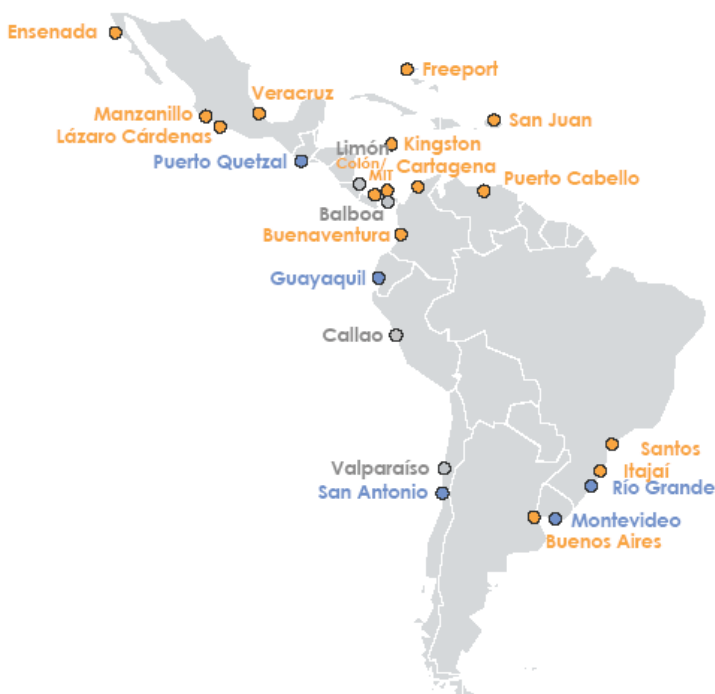 Ensenada
Freeport
Veracruz
Manzanillo
San Juan
Lázaro Cárdenas
Limón
Kingston
Puerto Quetzal
Colón/
MIT
Cartagena
Puerto Cabello
Balboa
Buenaventura
Guayaquil
Callao
Santos
Valparaíso
Itajaí
San Antonio
Río Grande
Montevideo
Buenos Aires